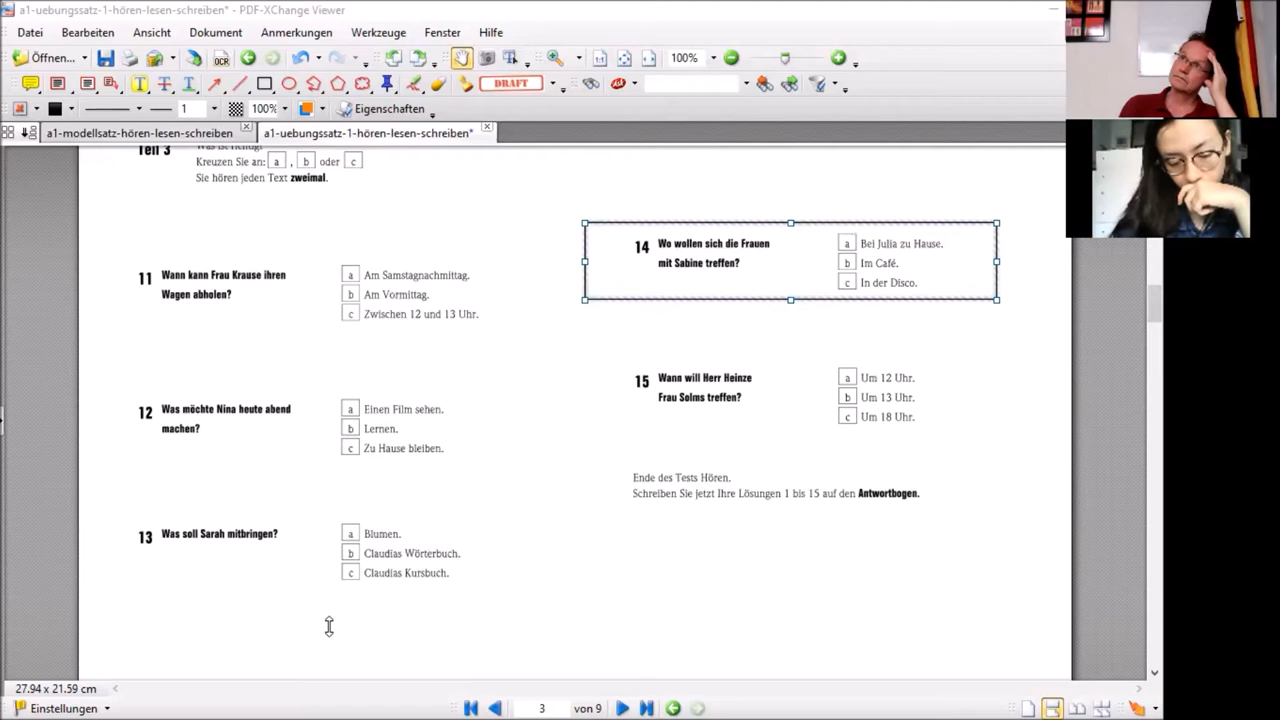 a1-uebungssatz-1-hören-lesen-schreiben* - PDF-XChange Viewer
Datei Bearbeiten Ansicht Dokument Anmerkungen Werkzeuge Fenster Hilfe
Öffnen... OCR 100%
DRAFT
1 100% Eigenschaften
a1-modellsatz-hören-lesen-schreiben a1-uebungssatz-1-hören-lesen-schreiben*
Teil 3 Was ist richtig?
Kreuzen Sie an: a , b oder c
Sie hören jeden Text zweimal.
11 Wann kann Frau Krause ihren
Wagen abholen?
a Am Samstagnachmittag.
b Am Vormittag.
c Zwischen 12 und 13 Uhr.
12 Was möchte Nina heute abend
machen?
a Einen Film sehen.
b Lernen.
c Zu Hause bleiben.
13 Was soll Sarah mitbringen?
a Blumen.
b Claudias Wörterbuch.
c Claudias Kursbuch.
14 Wo wollen sich die Frauen
mit Sabine treffen?
a Bei Julia zu Hause.
b Im Café.
c In der Disco.
15 Wann will Herr Heinze
Frau Solms treffen?
a Um 12 Uhr.
b Um 13 Uhr.
c Um 18 Uhr.
Ende des Tests Hören.
Schreiben Sie jetzt Ihre Lösungen 1 bis 15 auf den Antwortbogen.
27.94 x 21.59 cm
Einstellungen 3 von 9